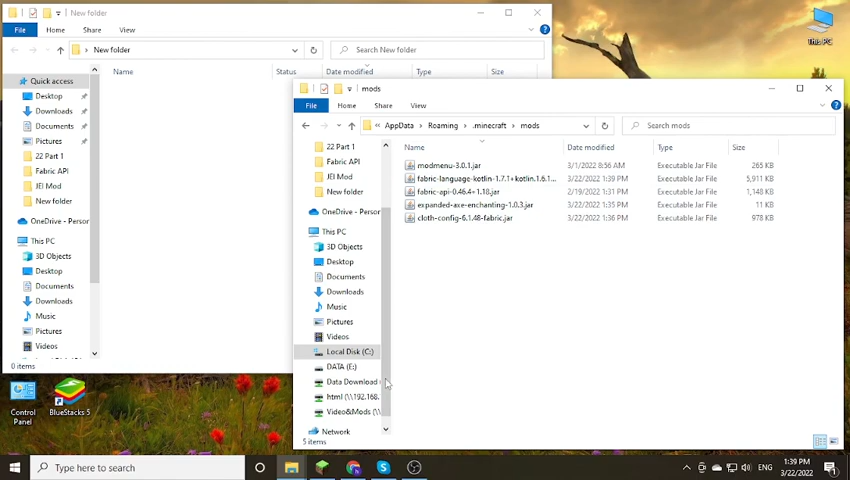 New folder
File Home Share View
New folder Search New folder
Name Status Date modified Type Size
Quick access
Desktop
Downloads
Documents
Pictures
22 Part 1
Fabric API
JEI Mod
New folder
OneDrive - Person
This PC
3D Objects
Desktop
Documents
Downloads
Music
Pictures
Videos
0 items
mods
File Home Share View
« AppData Roaming .minecraft mods Search mods
Name Date modified Type Size
modmenu-3.0.1.jar 3/1/2022 8:56 AM Executable Jar File 265 KB
fabric-language-kotlin-1.7.1+kotlin.1.6.1... 3/22/2022 1:39 PM Executable Jar File 5,911 KB
fabric-api-0.46.4+1.18.jar 2/19/2022 1:31 PM Executable Jar File 1,148 KB
expanded-axe-enchanting-1.0.3.jar 3/22/2022 1:35 PM Executable Jar File 11 KB
cloth-config-6.1.48-fabric.jar 3/22/2022 1:36 PM Executable Jar File 978 KB
22 Part 1
Fabric API
JEI Mod
New folder
OneDrive - Person
This PC
3D Objects
Desktop
Documents
Downloads
Music
Pictures
Videos
Local Disk (C:)
DATA (E:)
Data Download (
html (\\192.168.
Video&Mods (\\
Network
5 items
This PC
Control Panel
BlueStacks 5
Type here to search
ENG
1:39 PM
3/22/2022
1